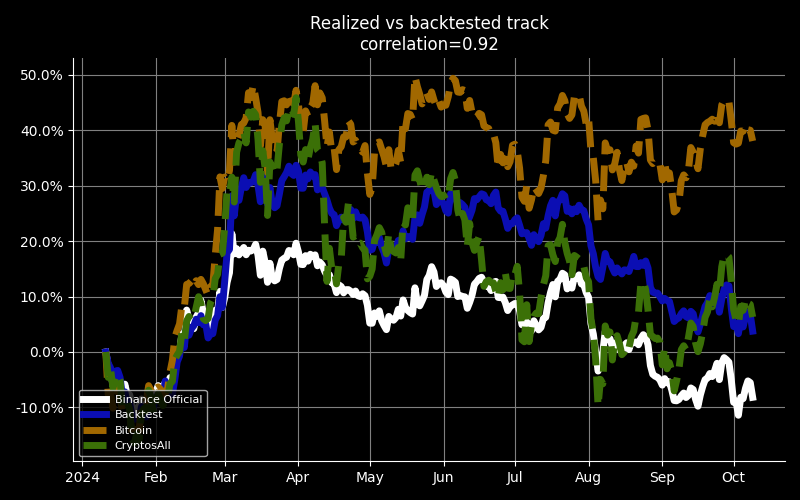 Realized vs backtested track
correlation=0.92
50.0%
40.0%
30.0%
20.0%
10.0%
0.0%
-10.0%
Binance Official
Backtest
Bitcoin
CryptosAll
2024 Feb Mar Apr May Jun Jul Aug Sep Oct